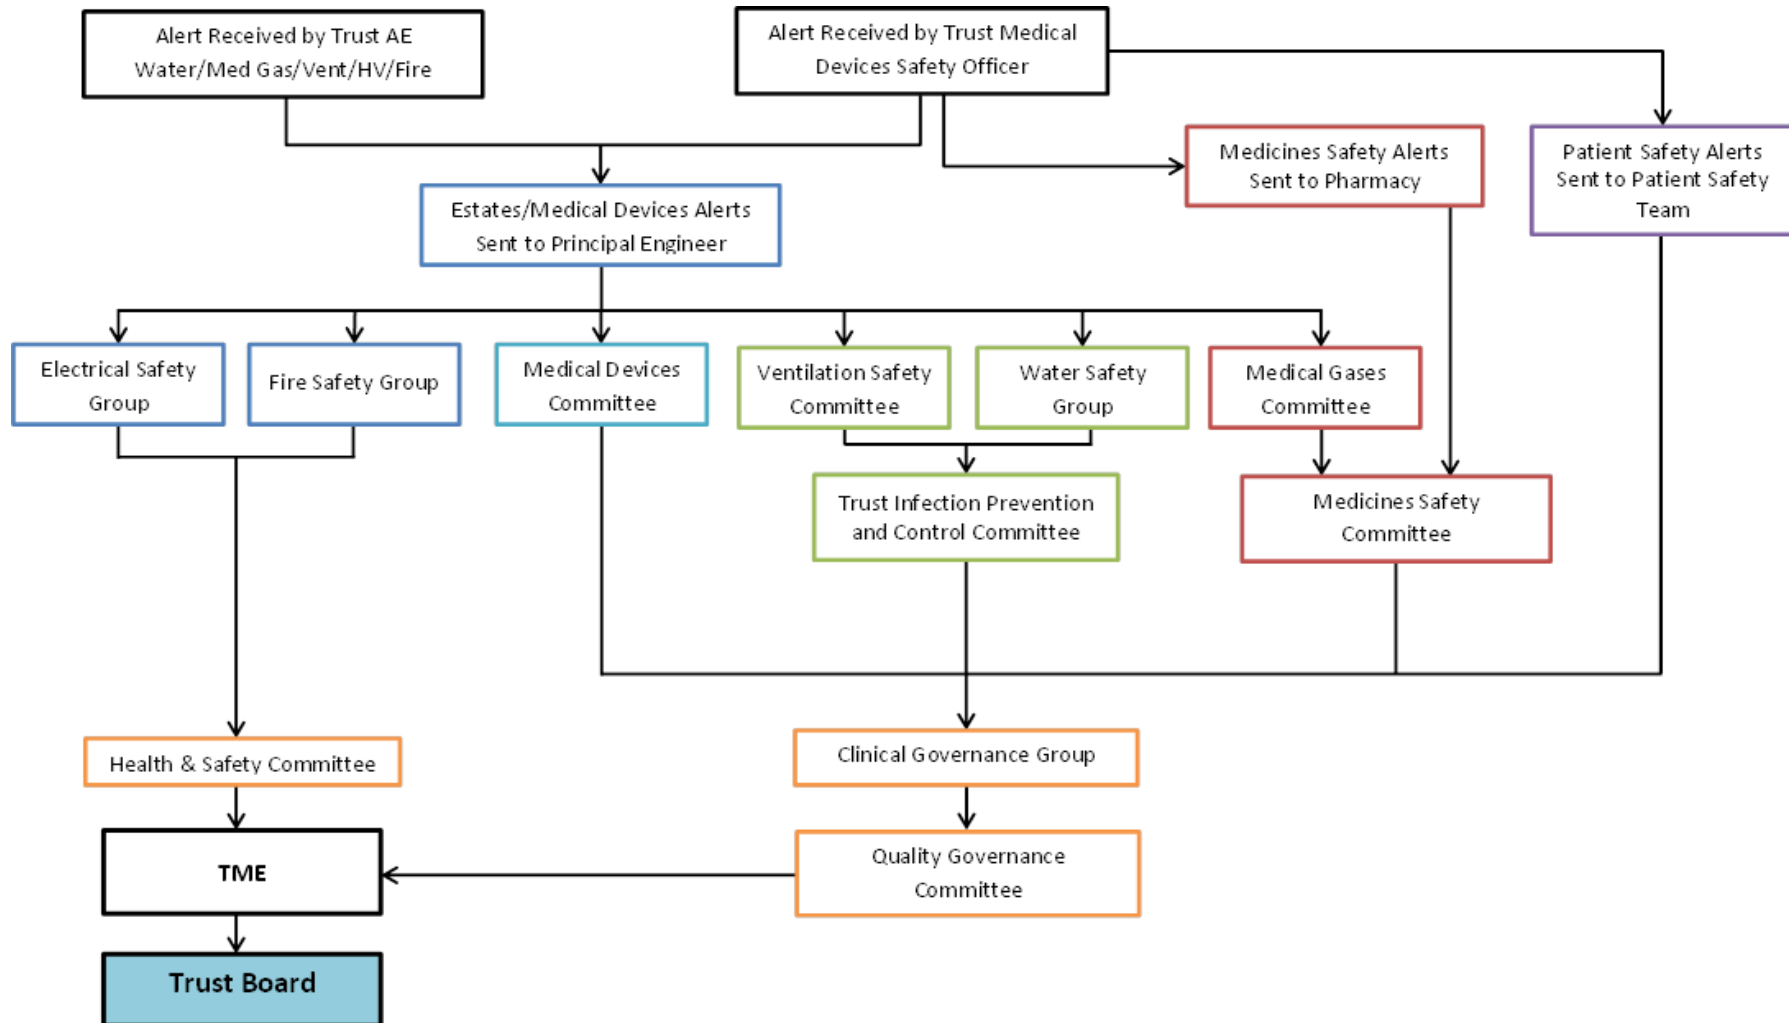 Alert Received by Trust AE
Water/Med Gas/Vent/HV/Fire
Alert Received by Trust Medical
Devices Safety Officer
Medicines Safety Alerts
Sent to Pharmacy
Patient Safety Alerts
Sent to Patient Safety
Team
Estates/Medical Devices Alerts
Sent to Principal Engineer
Electrical Safety
Group
Fire Safety Group
Medical Devices
Committee
Ventilation Safety
Committee
Water Safety
Group
Medical Gases
Committee
Trust Infection Prevention
and Control Committee
Medicines Safety
Committee
Health & Safety Committee
Clinical Governance Group
TME
Quality Governance
Committee
Trust Board